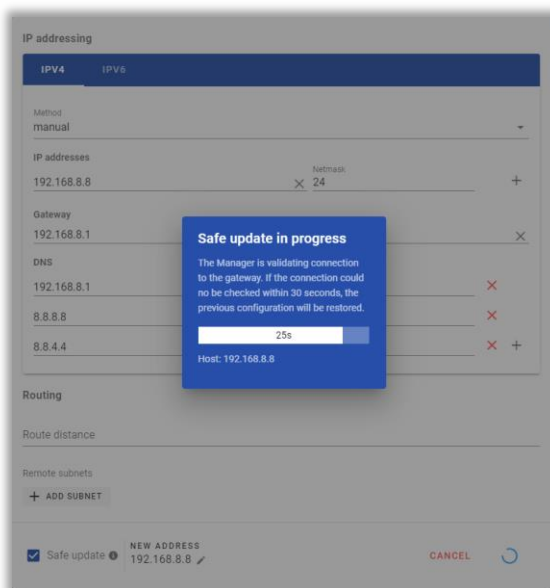 IP addressing
IPV4 IPV6
Method
manual
IP addresses Netmask
192.168.8.8 24
Gateway
192.168.8.1
DNS
192.168.8.1
8.8.8.8
8.8.4.4
Safe update in progress
The Manager is validating connection
to the gateway. If the connection could
no be checked within 30 seconds, the
previous configuration will be restored.
25s
Host: 192.168.8.8
Routing
Route distance
Remote subnets
+ ADD SUBNET
Safe update NEW ADDRESS
192.168.8.8
CANCEL